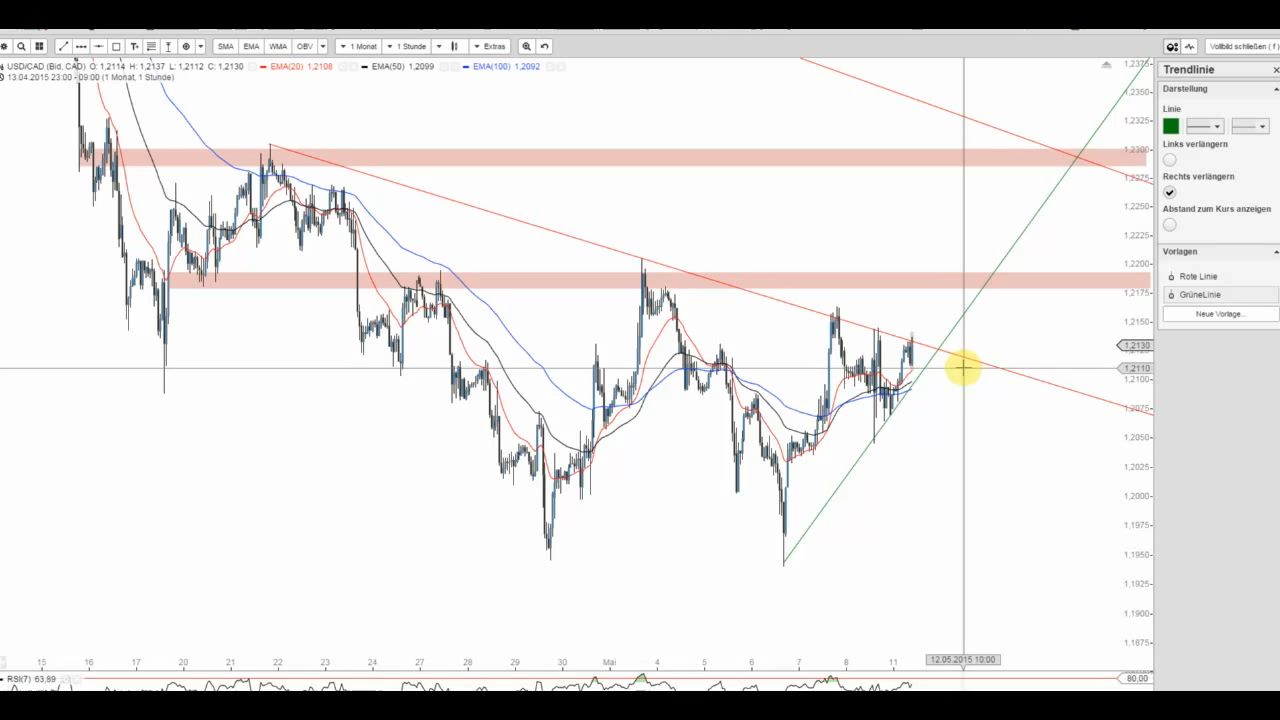 SMA EMA WMA OBV 1 Monat 1 Stunde Extras Vollbild schließen ( f )
USD/CAD (Bid, CAD) O: 1,2114 H: 1,2137 L: 1,2112 C: 1,2130 EMA(20) 1,2108 EMA(50) 1,2099 EMA(100) 1,2092
13.04.2015 23:00 - 09:00 (1 Monat, 1 Stunde)
1,2375
1,2350
1,2325
1,2300
1,2275
1,2250
1,2225
1,2200
1,2175
1,2150
1,2130
1,2110
1,2100
1,2075
1,2050
1,2025
1,2000
1,1975
1,1950
1,1925
1,1900
1,1875
Trendlinie
Darstellung
Linie
Links verlängern
Rechts verlängern
Abstand zum Kurs anzeigen
Vorlagen
Rote Linie
GrüneLinie
Neue Vorlage...
12.05.2015 10:00
15 16 17 20 21 22 23 24 27 28 29 30 Mai 4 5 6 7 8 11
RSI(7) 63,89
80,00